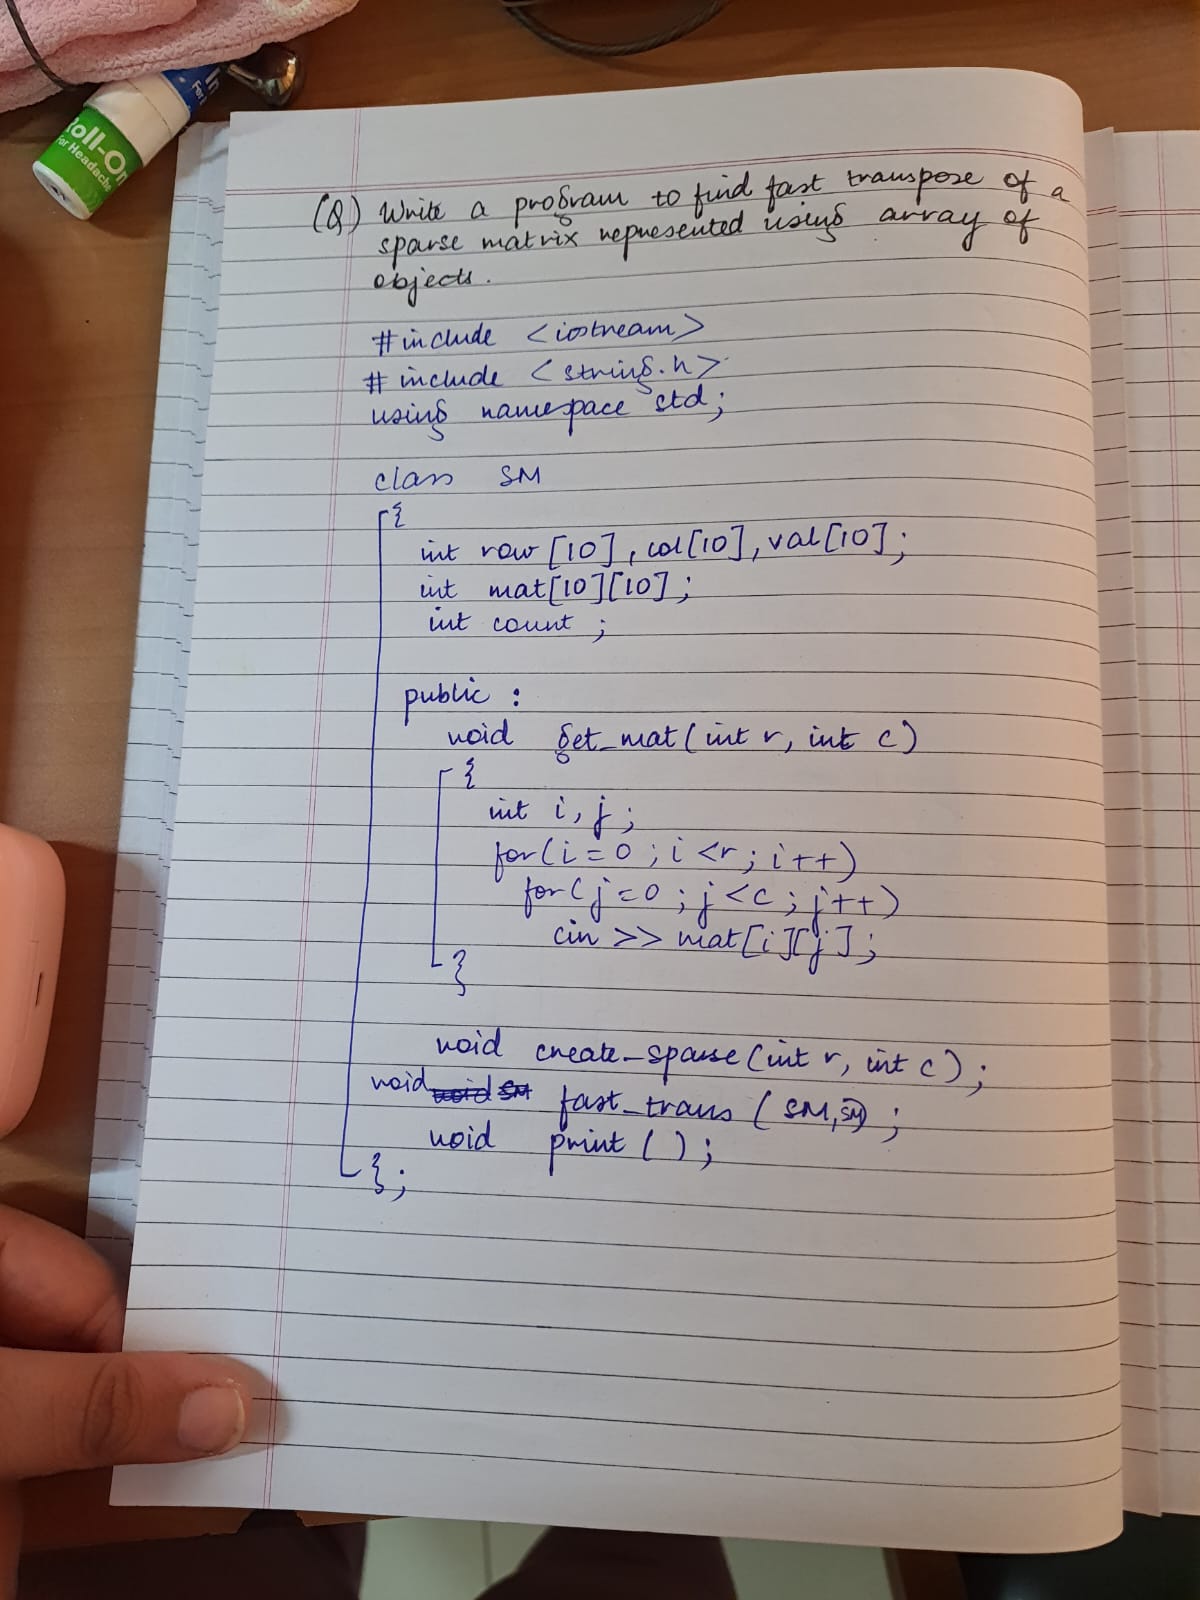 In
For
Roll-On
For Headache
(Q) Write a program to find fast transpose of a
sparse matrix represented using array of
objects.
#include <iostream>
# include <string.h>
using namespace std;
class SM
{
int row [10], col[10], val[10];
int mat[10][10];
int count ;
public :
void get_mat(int r, int c)
{
int i, j ;
for(i=0 ; i <r; i++)
for(j=0 ; j<c ; j++)
cin >> mat[i][j];
}
void create_sparse(int r, int c);
void void SM fast_trans (SM,SM) ;
void print ( );
};